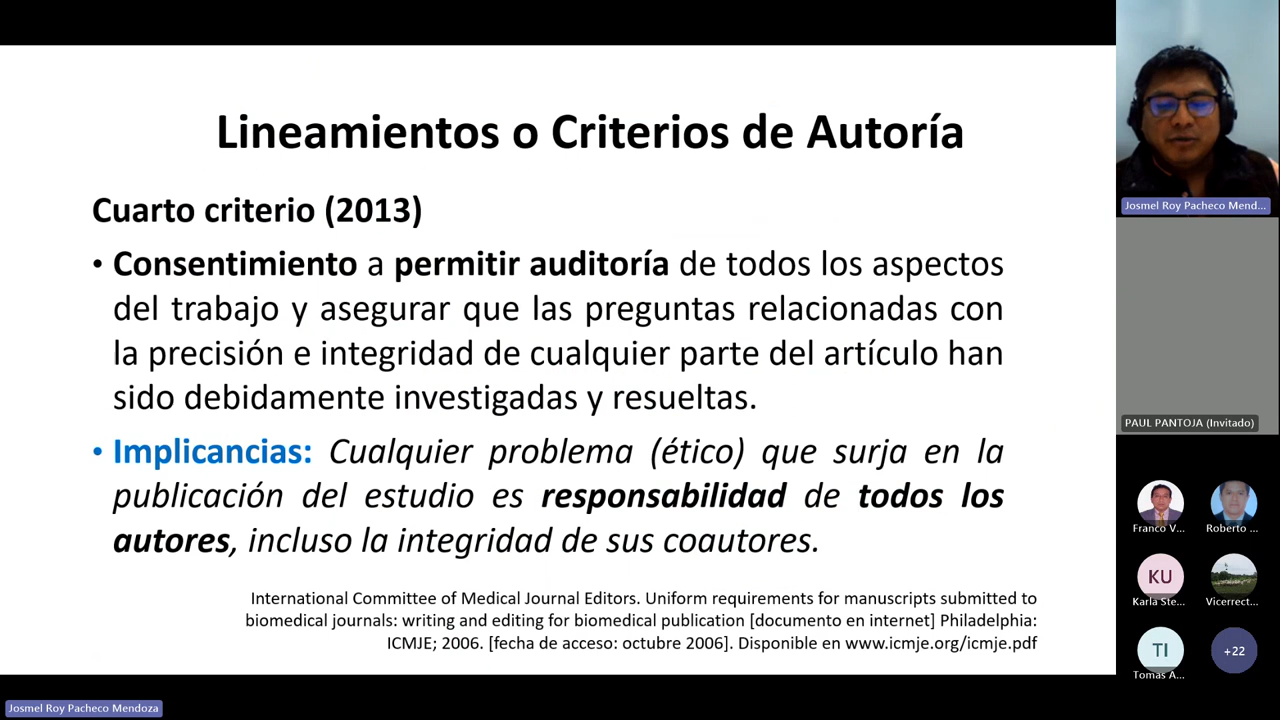 Lineamientos o Criterios de Autoría
Cuarto criterio (2013)
• Consentimiento a permitir auditoría de todos los aspectos
del trabajo y asegurar que las preguntas relacionadas con
la precisión e integridad de cualquier parte del artículo han
sido debidamente investigadas y resueltas.
• Implicancias: Cualquier problema (ético) que surja en la
publicación del estudio es responsabilidad de todos los
autores, incluso la integridad de sus coautores.
International Committee of Medical Journal Editors. Uniform requirements for manuscripts submitted to
biomedical journals: writing and editing for biomedical publication [documento en internet] Philadelphia:
ICMJE; 2006. [fecha de acceso: octubre 2006]. Disponible en www.icmje.org/icmje.pdf
Josmel Roy Pacheco Mend...
PAUL PANTOJA (Invitado)
Franco V...
Roberto ...
KU
Karla Ste...
Vicerrect...
TI
Tomas A...
+22
Josmel Roy Pacheco Mendoza